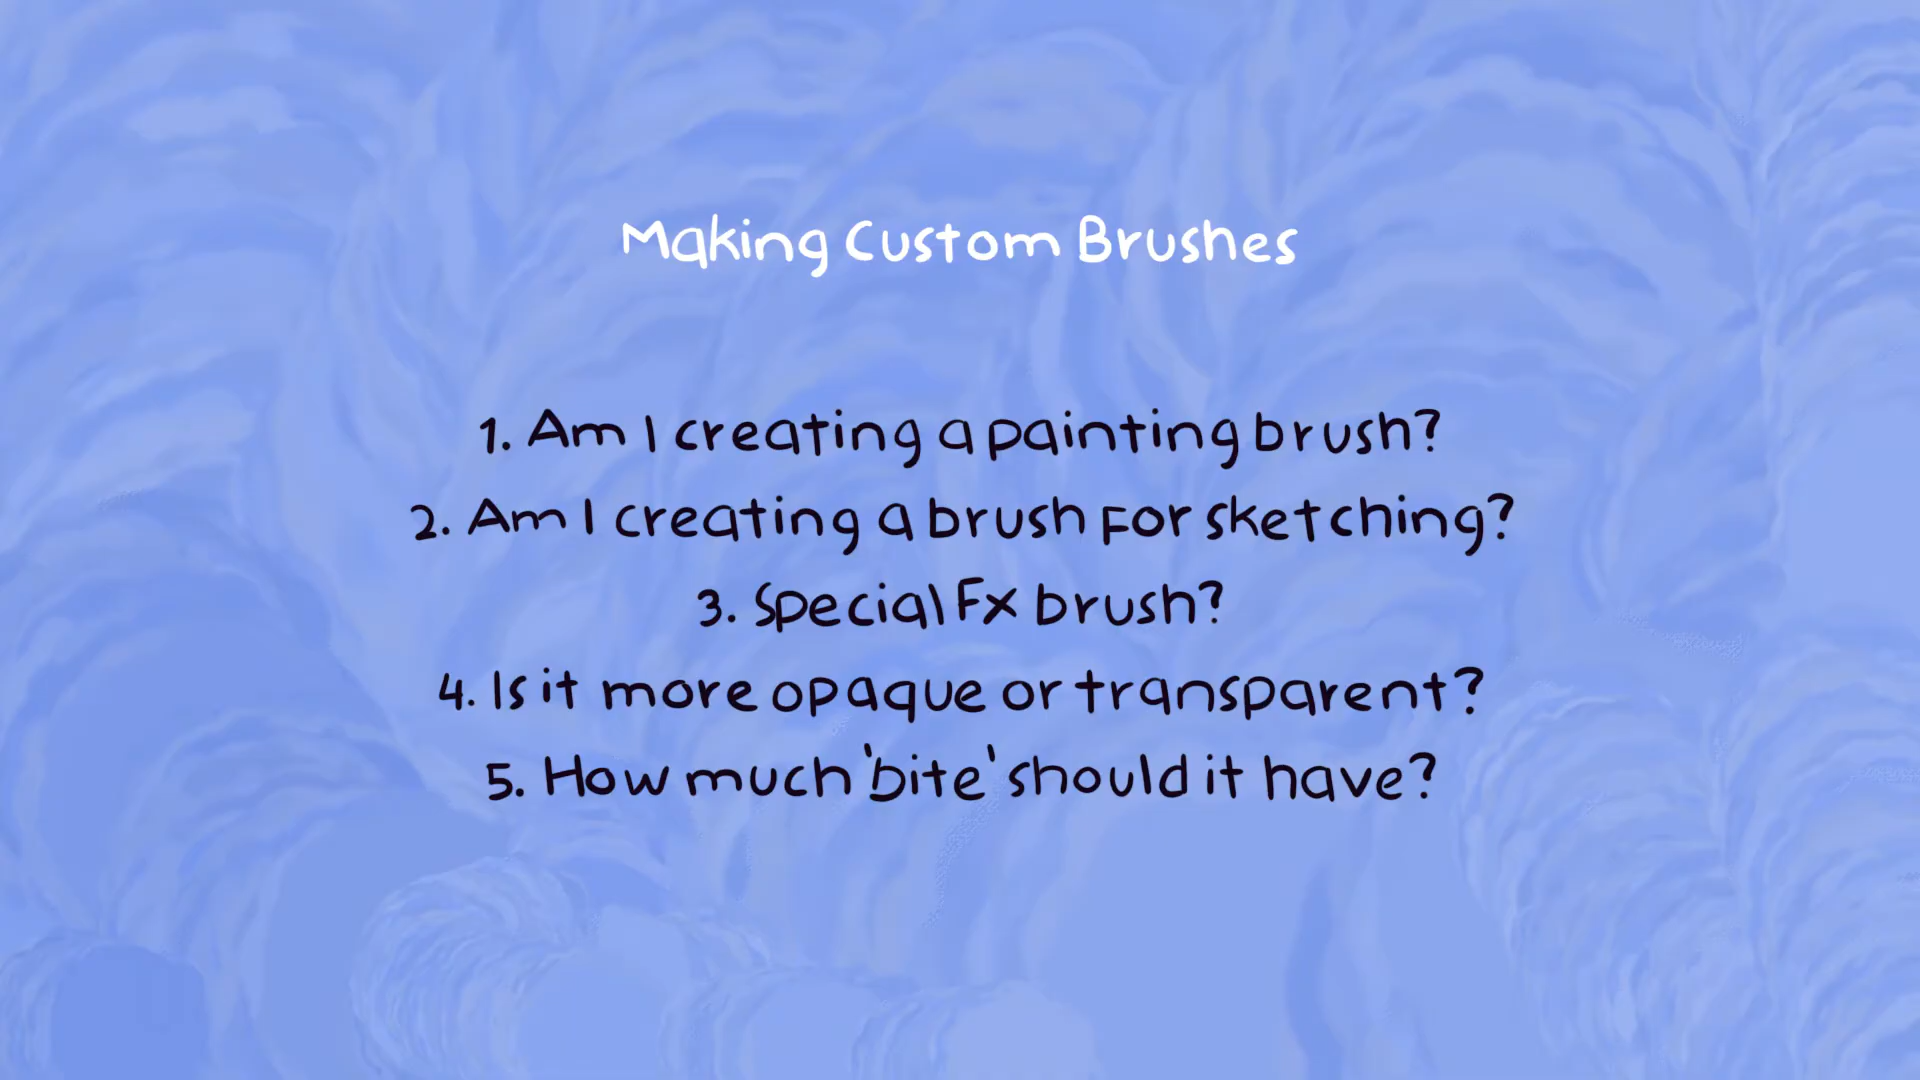 Making Custom Brushes
1. Am I creating a painting brush?
2. Am I creating a brush for sketching?
3. Special Fx brush?
4. Is it more opaque or transparent?
5. How much 'bite' should it have?